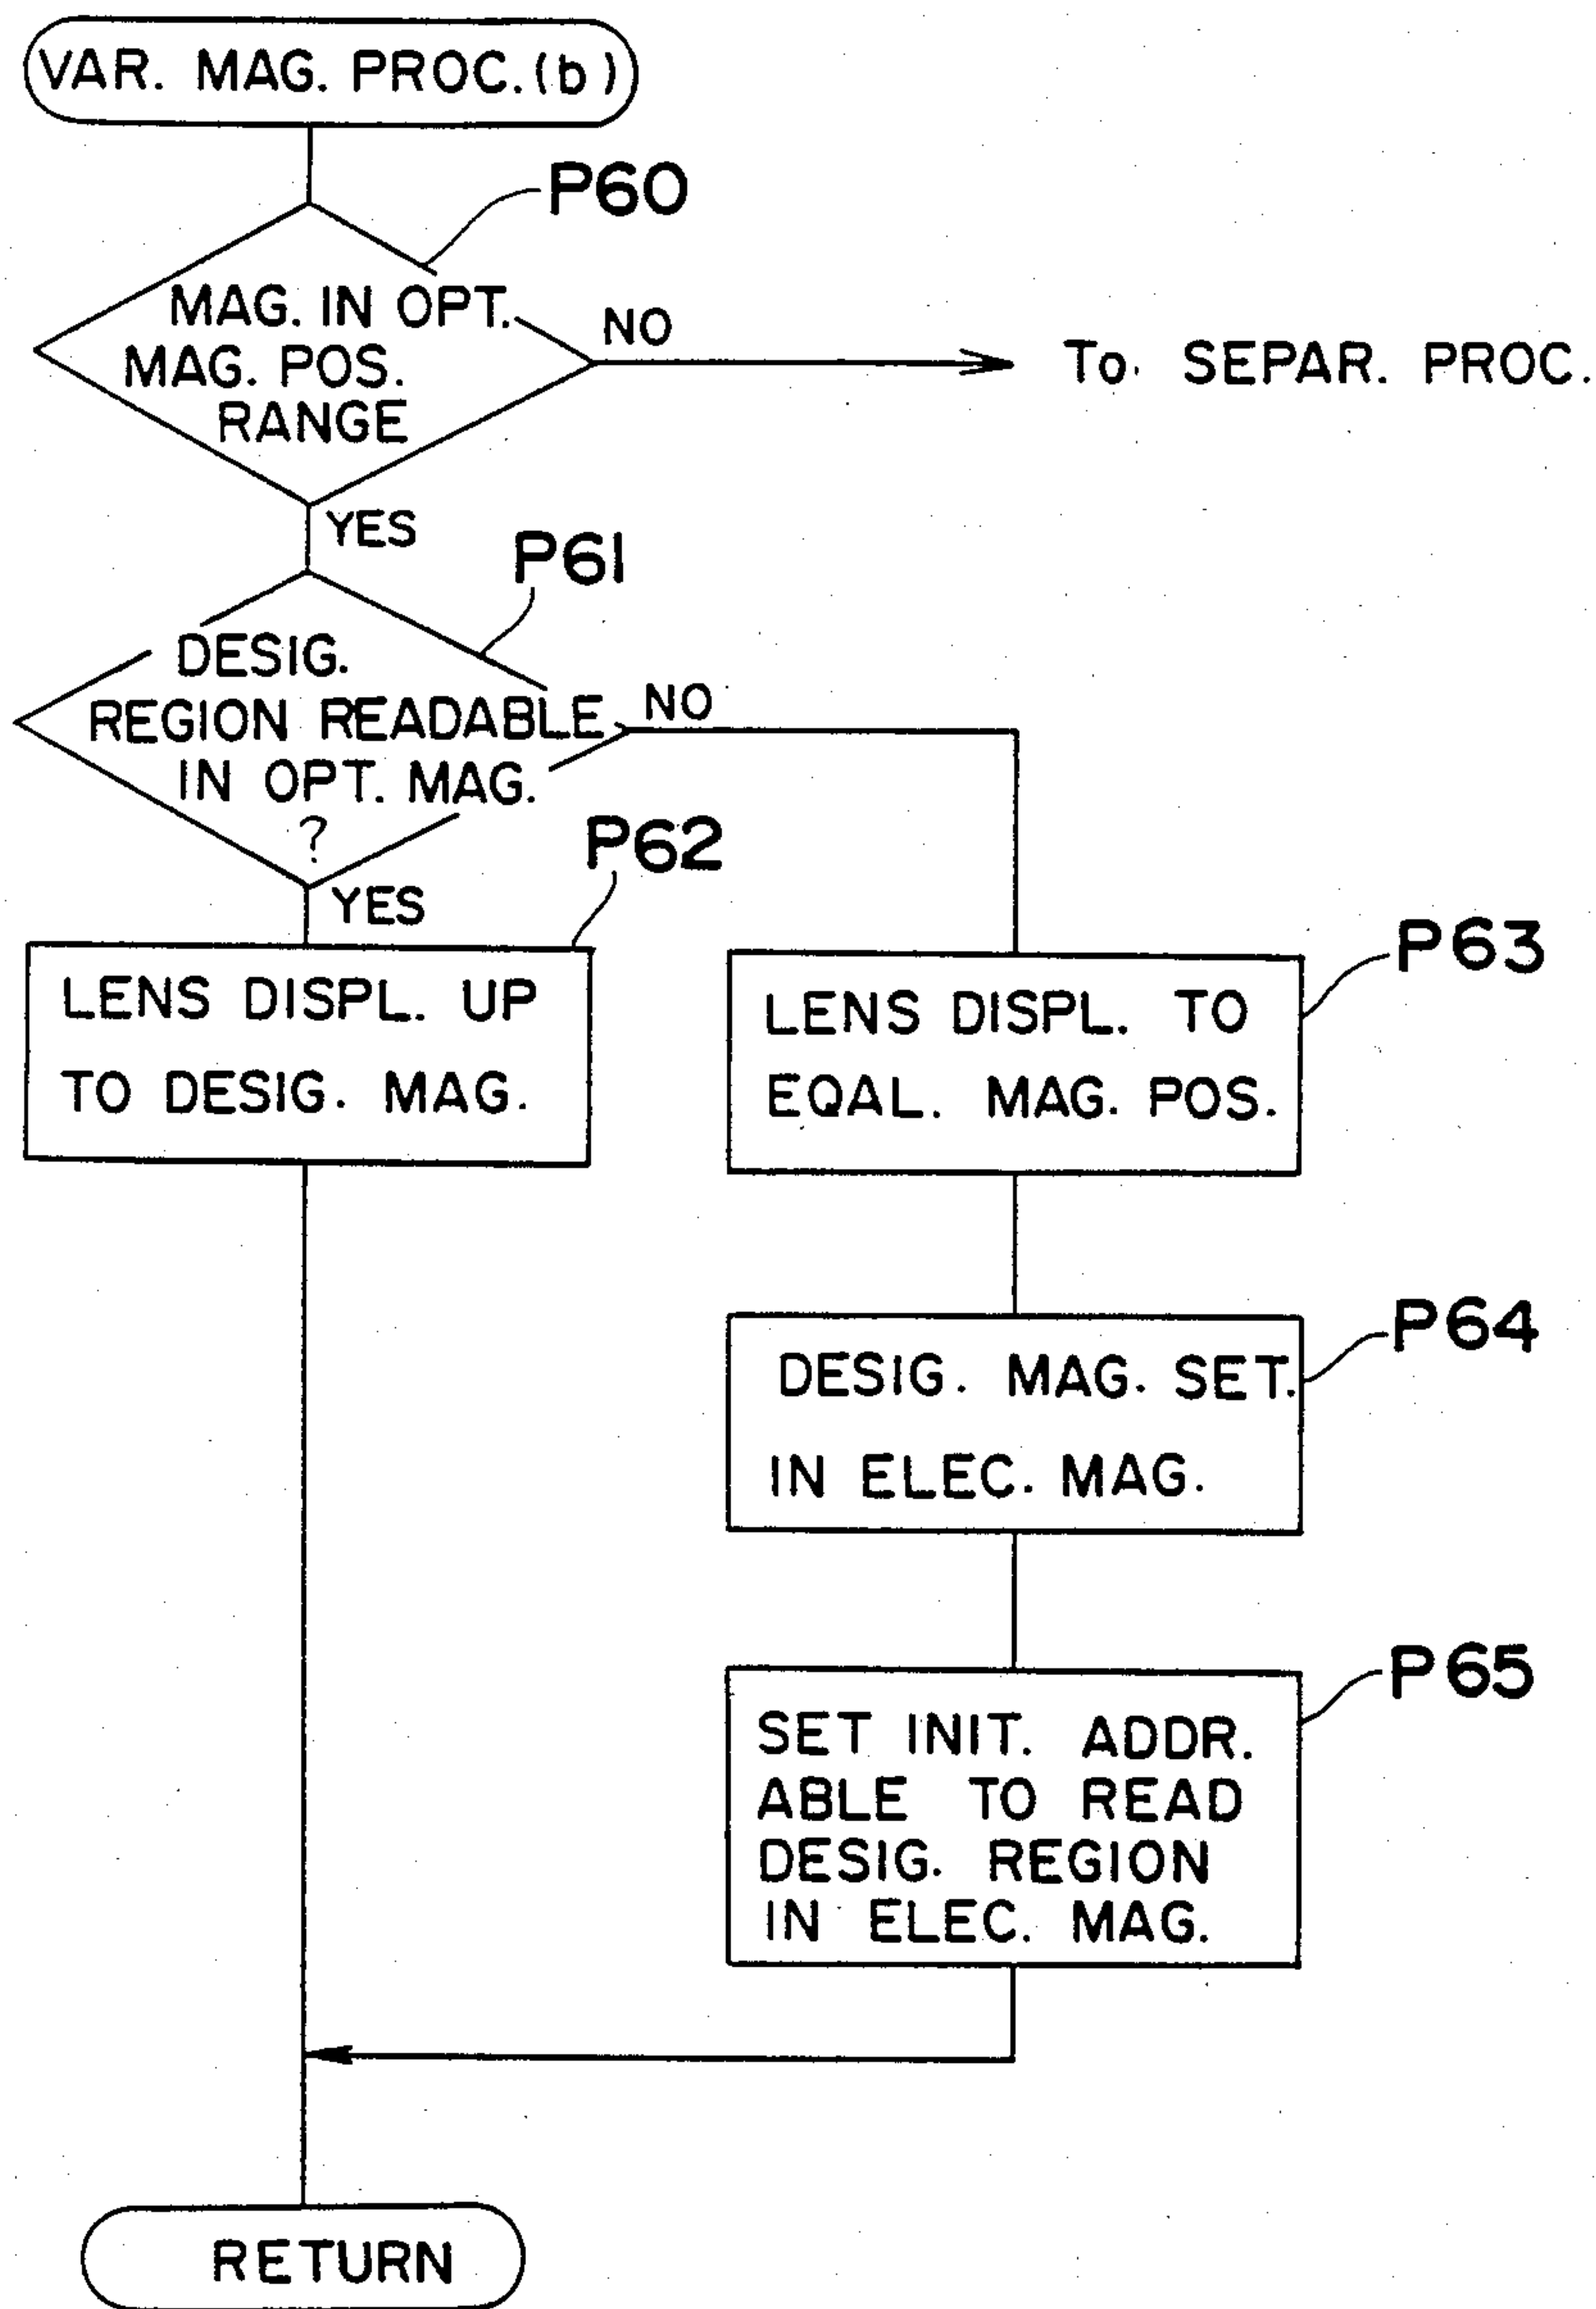 VAR. MAG. PROC.(b)
P60
MAG. IN OPT.
MAG. POS.
RANGE
NO
To. SEPAR. PROC.
YES
P61
DESIG.
REGION READABLE
IN OPT. MAG.
?
NO
YES
P62
LENS DISPL. UP
TO DESIG. MAG.
P63
LENS DISPL. TO
EQAL. MAG. POS.
P64
DESIG. MAG. SET.
IN ELEC. MAG.
P65
SET INIT. ADDR.
ABLE TO READ
DESIG. REGION
IN ELEC. MAG.
RETURN